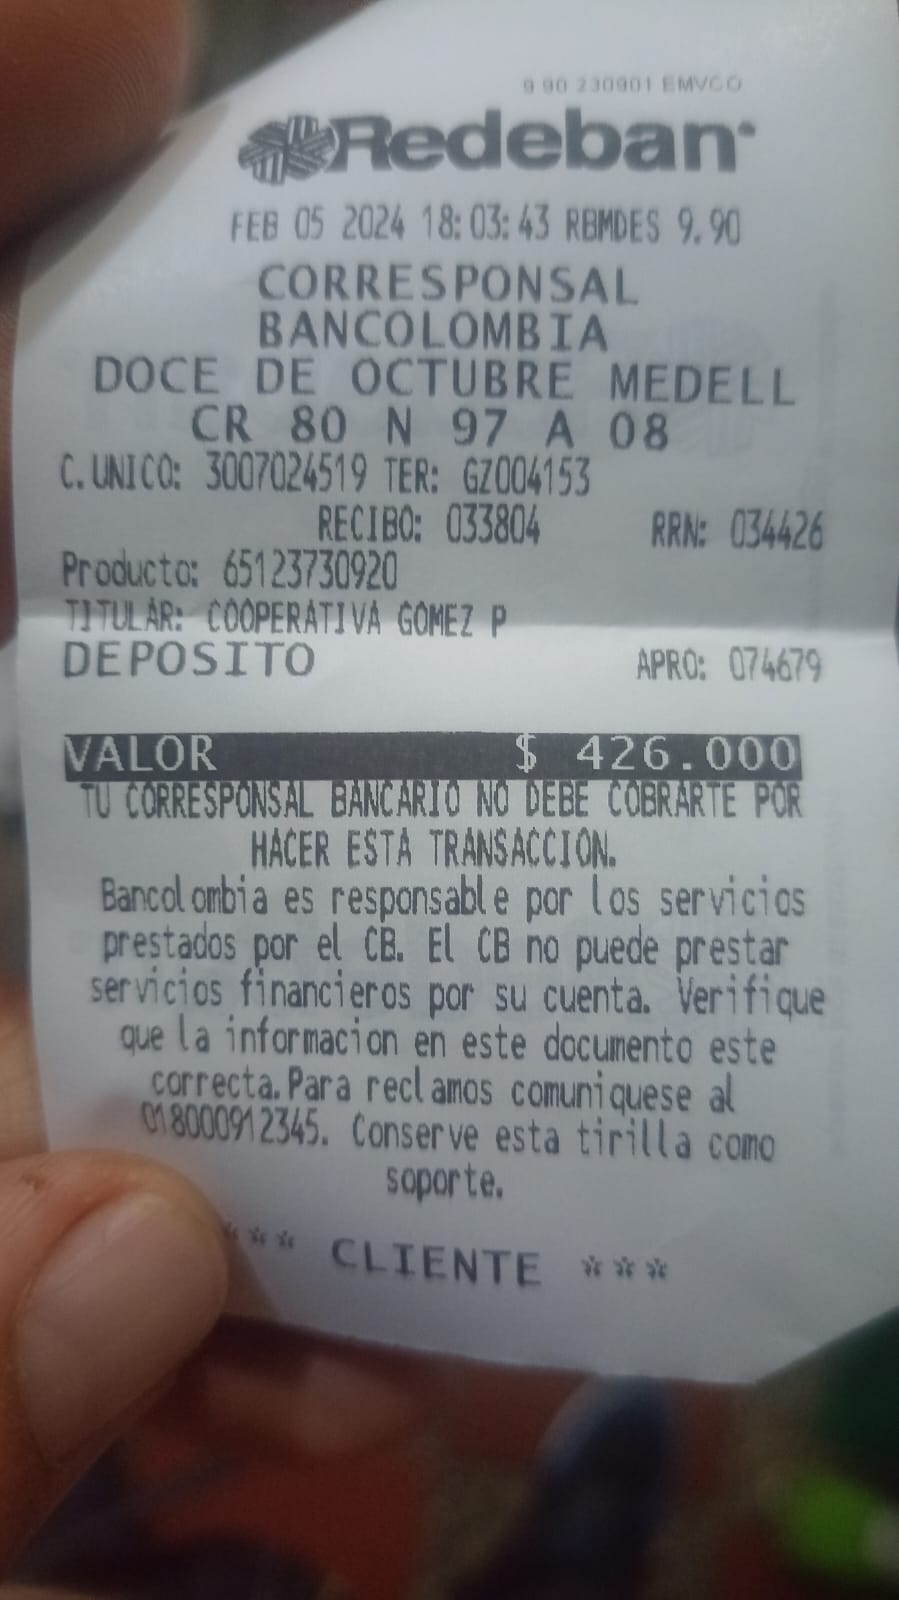 9 90 230901 EMVCO
Redeban
FEB 05 2024 18:03:43 RBMDES 9.90
CORRESPONSAL
BANCOLOMBIA
DOCE DE OCTUBRE MEDELL
CR 80 N 97 A 08
C.UNICO: 3007024519 TER: GZ004153
RECIBO: 033804 RRN: 034426
Producto: 65123730920
TITULAR: COOPERATIVA GOMEZ P
DEPOSITO APRO: 074679
VALOR $ 426.000
TU CORRESPONSAL BANCARIO NO DEBE COBRARTE POR
HACER ESTA TRANSACCION.
Bancolombia es responsable por los servicios
prestados por el CB. El CB no puede prestar
servicios financieros por su cuenta. Verifique
que la informacion en este documento este
correcta.Para reclamos comuniquese al
018000912345. Conserve esta tirilla como
soporte.
*** CLIENTE ***